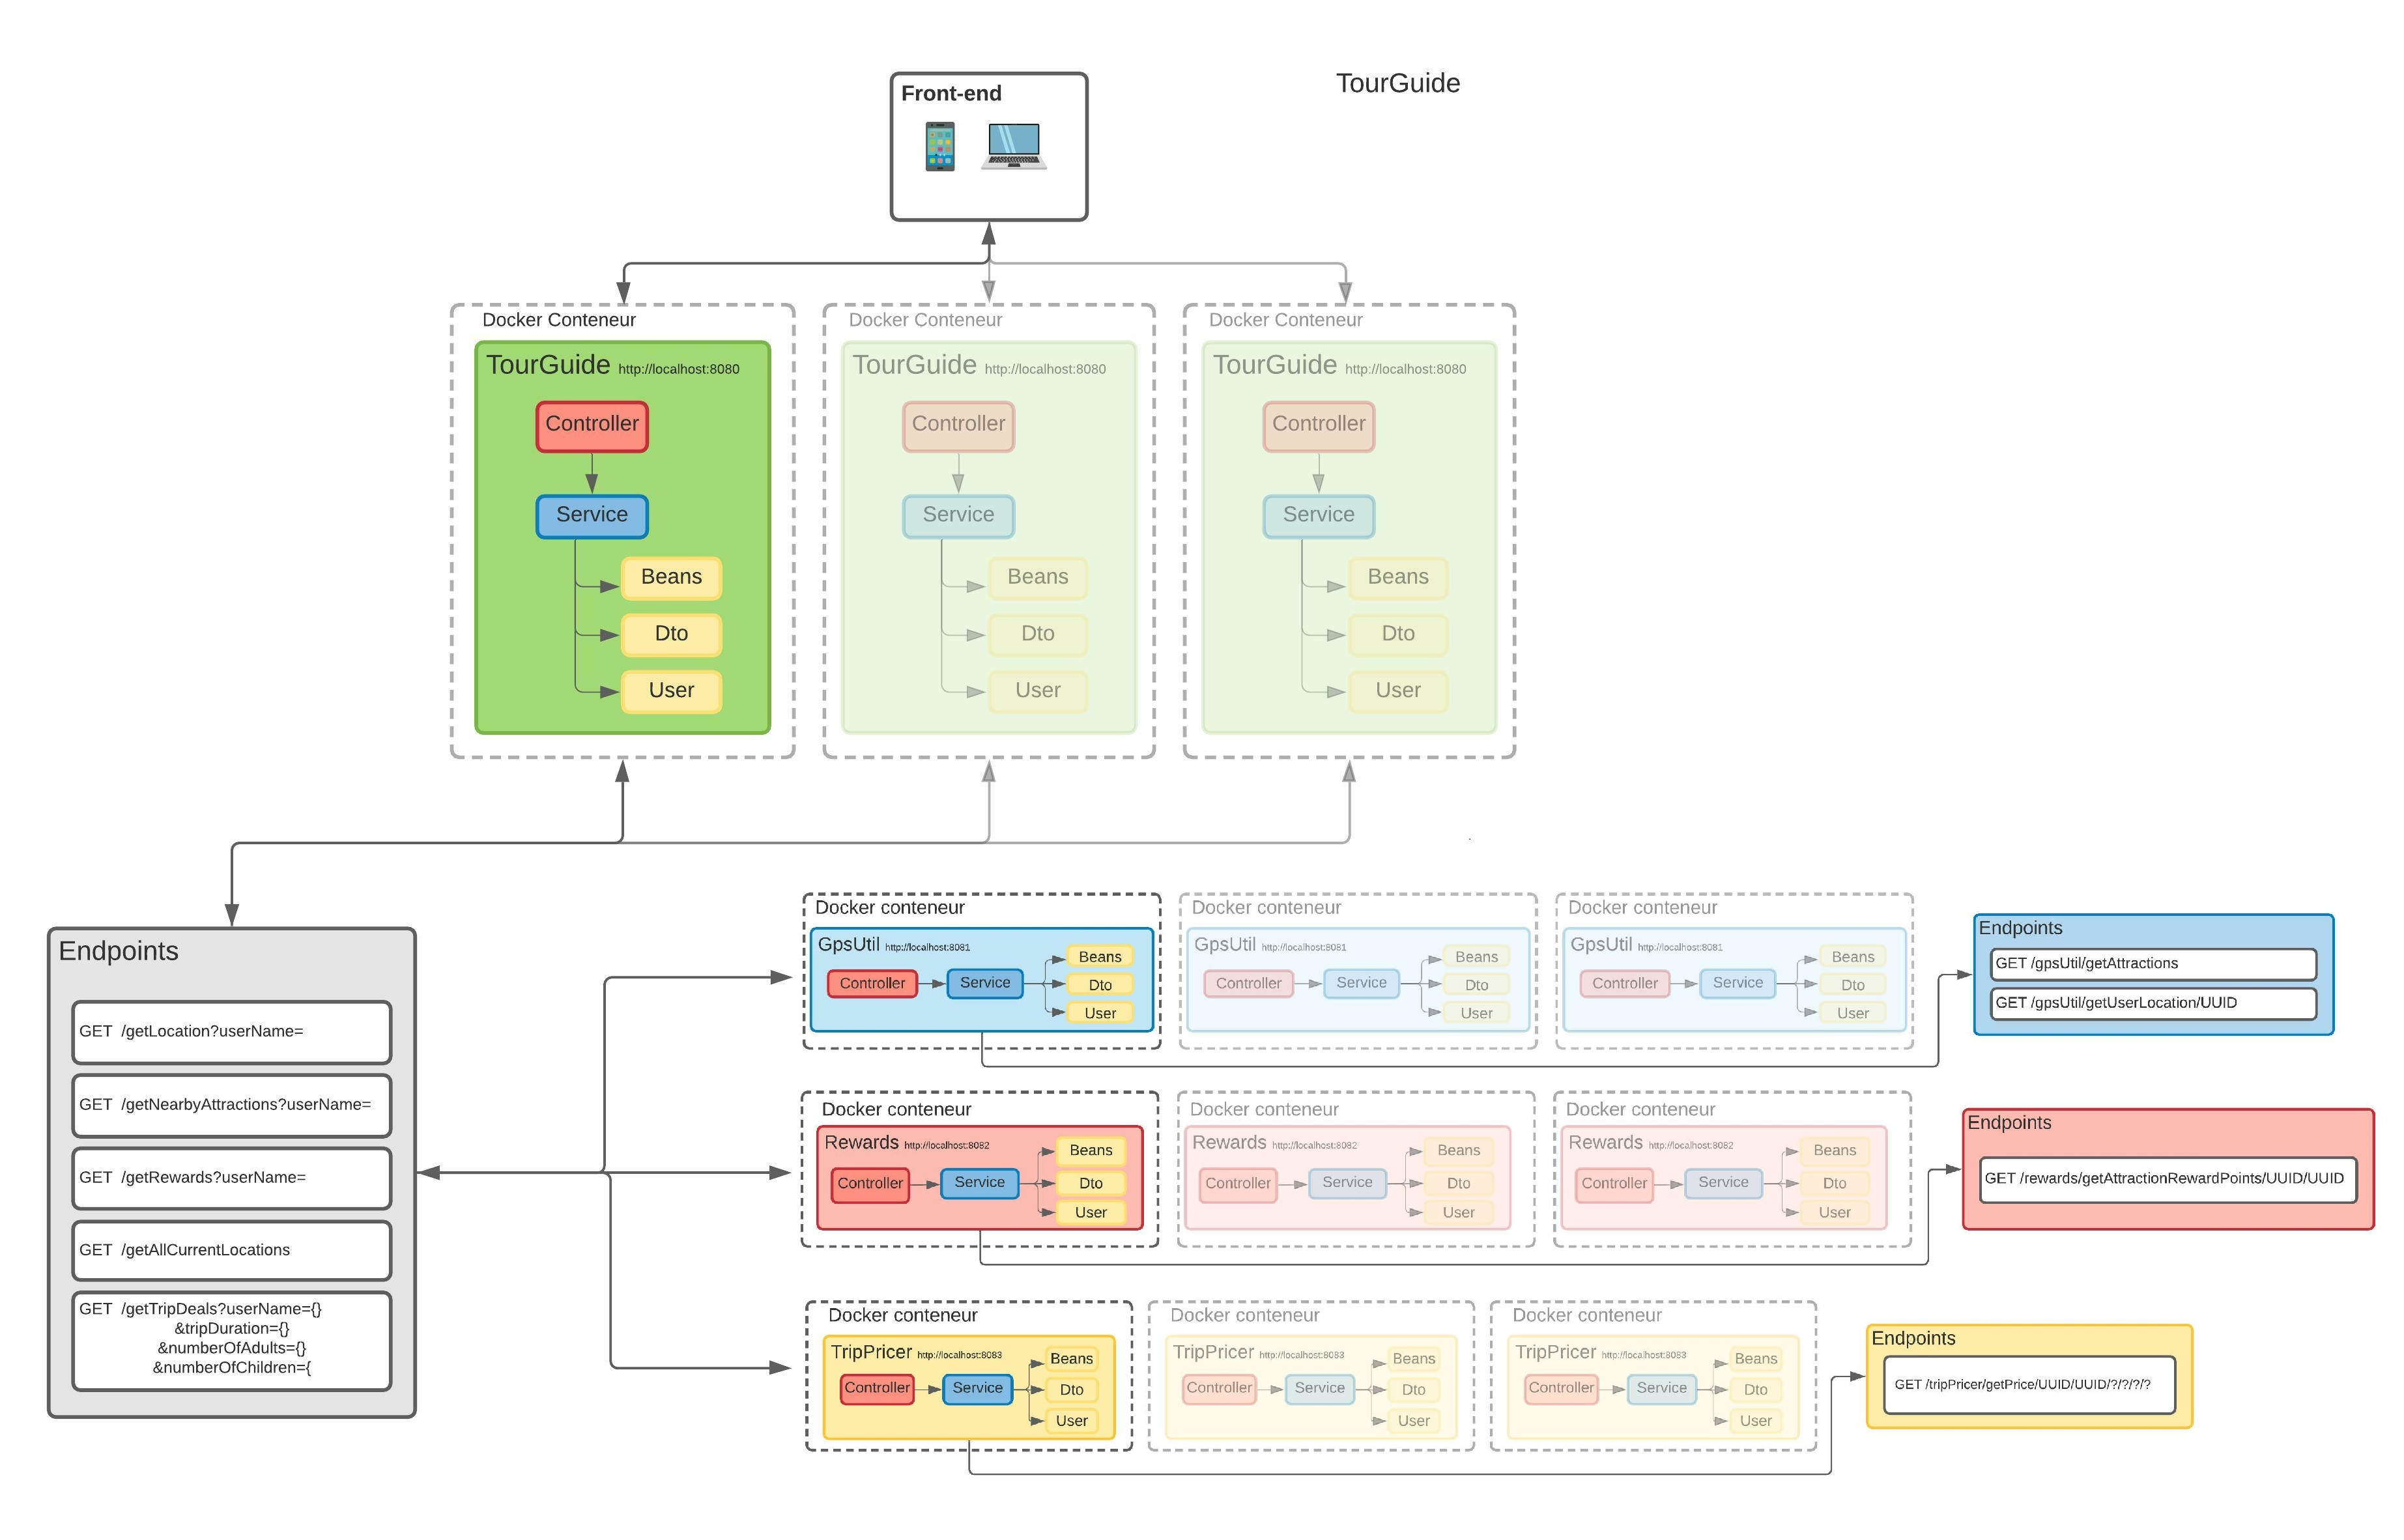 Front-end
TourGuide
Docker Conteneur
TourGuide http://localhost:8080
Controller
Service
Beans
Dto
User
Docker Conteneur
TourGuide http://localhost:8080
Controller
Service
Beans
Dto
User
Docker Conteneur
TourGuide http://localhost:8080
Controller
Service
Beans
Dto
User
Endpoints
GET /getLocation?userName=
GET /getNearbyAttractions?userName=
GET /getRewards?userName=
GET /getAllCurrentLocations
GET /getTripDeals?userName={}
&tripDuration={}
&numberOfAdults={}
&numberOfChildren={
Docker conteneur
GpsUtil http://localhost:8081
Controller
Service
Beans
Dto
User
Docker conteneur
GpsUtil http://localhost:8081
Controller
Service
Beans
Dto
User
Docker conteneur
GpsUtil http://localhost:8081
Controller
Service
Beans
Dto
User
Endpoints
GET /gpsUtil/getAttractions
GET /gpsUtil/getUserLocation/UUID
Docker conteneur
Rewards http://localhost:8082
Controller
Service
Beans
Dto
User
Docker conteneur
Rewards http://localhost:8082
Controller
Service
Beans
Dto
User
Docker conteneur
Rewards http://localhost:8082
Controller
Service
Beans
Dto
User
Endpoints
GET /rewards/getAttractionRewardPoints/UUID/UUID
Docker conteneur
TripPricer http://localhost:8083
Controller
Service
Beans
Dto
User
Docker conteneur
TripPricer http://localhost:8083
Controller
Service
Beans
Dto
User
Docker conteneur
TripPricer http://localhost:8083
Controller
Service
Beans
Dto
User
Endpoints
GET /tripPricer/getPrice/UUID/UUID/?/?/?/?